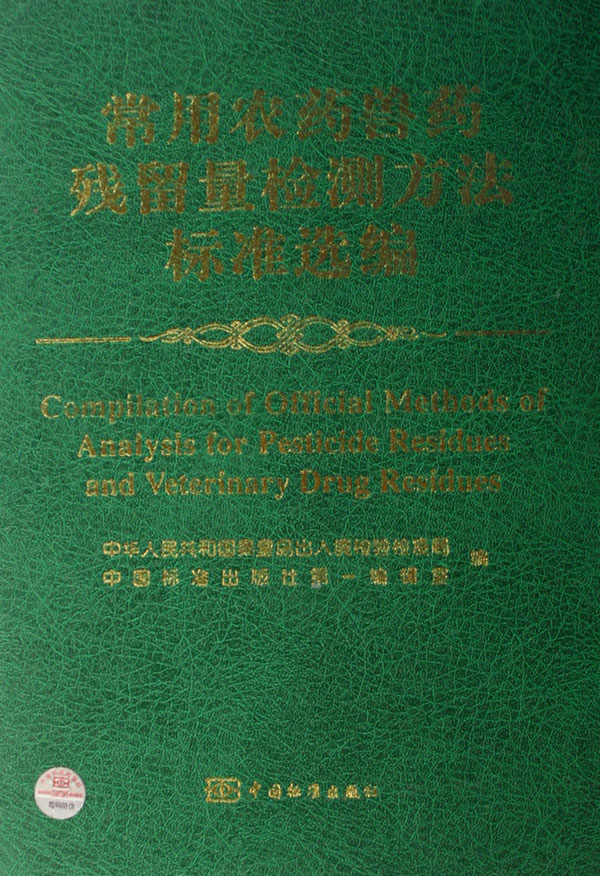 常用农药兽药
残留量检测方法
标准选编
Compilation of Official Methods of
Analysis for Pesticide Residues
and Veterinary Drug Residues
中华人民共和国秦皇岛出入境检验检疫局
中国标准出版社第一编辑室
编
中国标准出版社